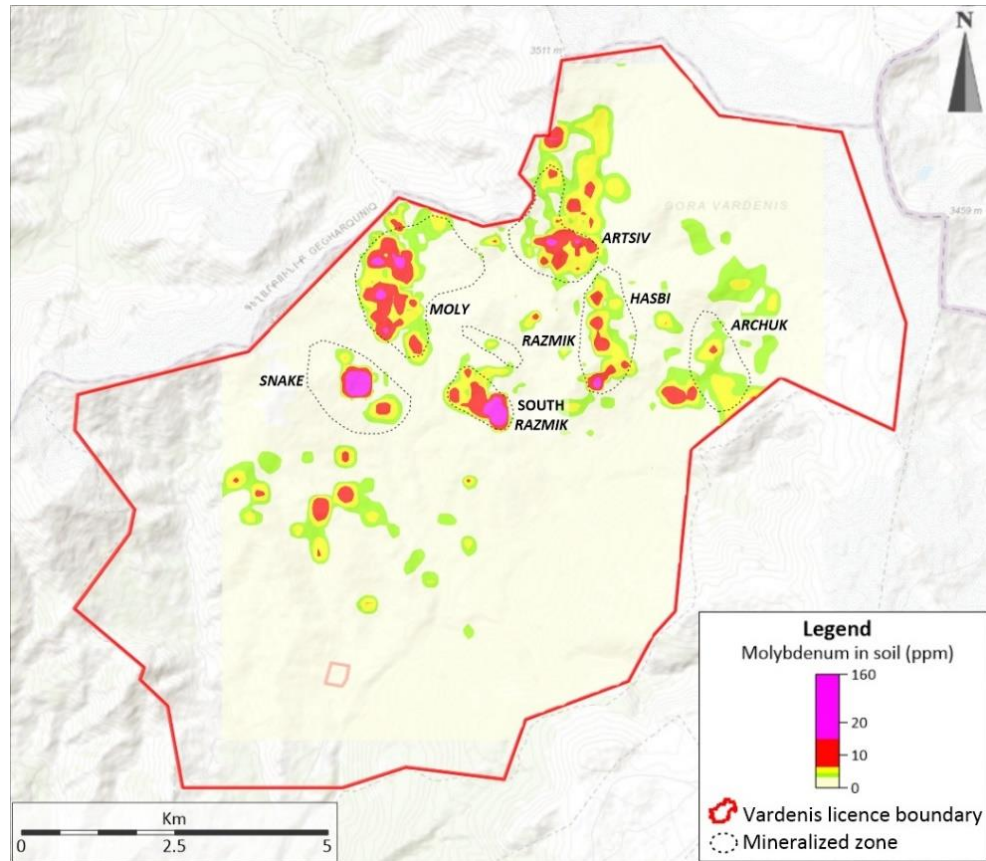 N
3511 m
3459 m
GORA VARDENIS
ARTSIV
MOLY
HASBI
RAZMIK
ARCHUK
SNAKE
SOUTH
RAZMIK
Legend
Molybdenum in soil (ppm)
160
20
10
0
Vardenis licence boundary
Mineralized zone
Km
0
2.5
5